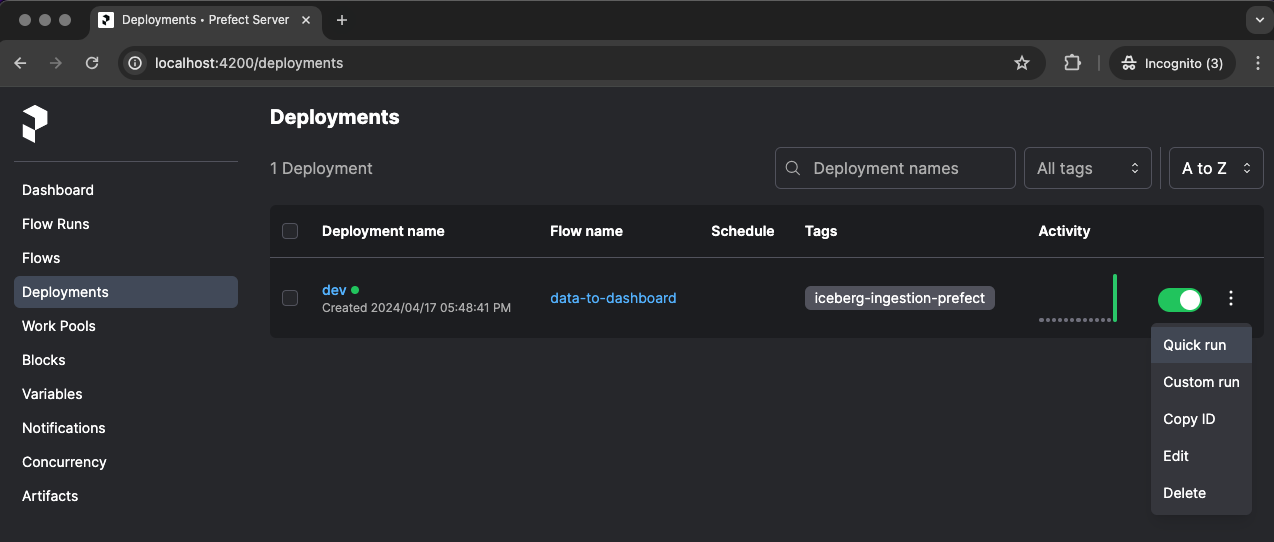 Deployments • Prefect Server
localhost:4200/deployments
Incognito (3)
Deployments
1 Deployment
Deployment names
All tags
A to Z
Dashboard
Flow Runs
Flows
Deployments
Work Pools
Blocks
Variables
Notifications
Concurrency
Artifacts
Deployment name Flow name Schedule Tags Activity
dev data-to-dashboard iceberg-ingestion-prefect
Created 2024/04/17 05:48:41 PM
Quick run
Custom run
Copy ID
Edit
Delete